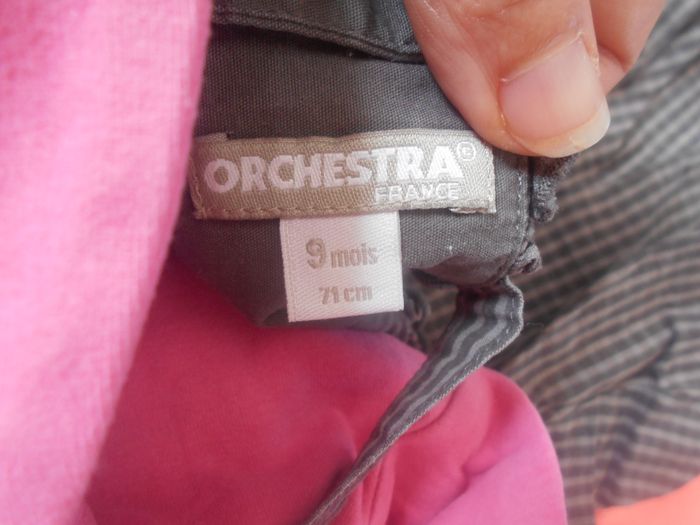 ORCHESTRA®
FRANCE
9 mois
71 cm